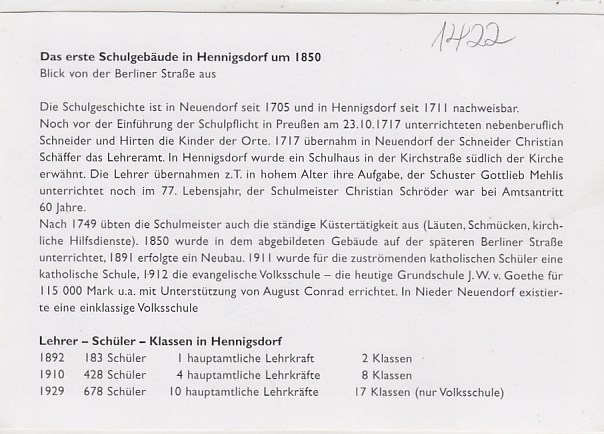 1422
Das erste Schulgebäude in Hennigsdorf um 1850
Blick von der Berliner Straße aus
Die Schulgeschichte ist in Neuendorf seit 1705 und in Hennigsdorf seit 1711 nachweisbar.
Noch vor der Einführung der Schulpflicht in Preußen am 23.10.1717 unterrichteten nebenberuflich
Schneider und Hirten die Kinder der Orte. 1717 übernahm in Neuendorf der Schneider Christian
Schäffer das Lehreramt. In Hennigsdorf wurde ein Schulhaus in der Kirchstraße südlich der Kirche
erwähnt. Die Lehrer übernahmen z.T. in hohem Alter ihre Aufgabe, der Schuster Gottlieb Mehlis
unterrichtet noch im 77. Lebensjahr, der Schulmeister Christian Schröder war bei Amtsantritt
60 Jahre.
Nach 1749 übten die Schulmeister auch die ständige Küstertätigkeit aus (Läuten, Schmücken, kirch-
liche Hilfsdienste). 1850 wurde in dem abgebildeten Gebäude auf der späteren Berliner Straße
unterrichtet, 1891 erfolgte ein Neubau. 1911 wurde für die zuströmenden katholischen Schüler eine
katholische Schule, 1912 die evangelische Volksschule – die heutige Grundschule J. W. v. Goethe für
115 000 Mark u.a. mit Unterstützung von August Conrad errichtet. In Nieder Neuendorf existier-
te eine einklassige Volksschule
Lehrer – Schüler – Klassen in Hennigsdorf
1892 183 Schüler 1 hauptamtliche Lehrkraft 2 Klassen
1910 428 Schüler 4 hauptamtliche Lehrkräfte 8 Klassen
1929 678 Schüler 10 hauptamtliche Lehrkräfte 17 Klassen (nur Volksschule)